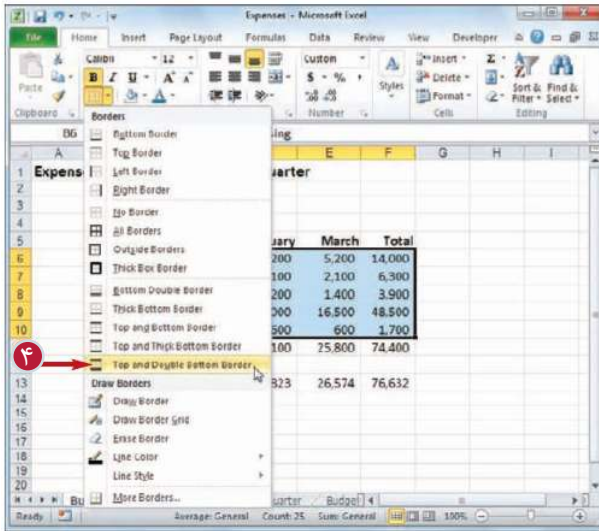 Expenses - Microsoft Excel
File Home Insert Page Layout Formulas Data Review View Developer
Calibri 12 Custom Insert Σ
B I U A A $ % , Styles Delete Sort & Find &
Paste Format Filter Select
Clipboard Number Cells Editing
B6 Borders
Bottom Border
A E F G H I
Top Border
1 Expens Left Border uarter
2 Right Border
3
No Border
4 All Borders
5 Outside Borders uary March Total
6 Thick Box Border 200 5,200 14,000
7 100 2,100 6,300
8 Bottom Double Border 200 1,400 3,900
9 Thick Bottom Border 000 16,500 48,500
10 Top and Bottom Border 600 1,700
Top and Thick Bottom Border 100 25,800 74,400
۴ Top and Double Bottom Border
13 Draw Borders 823 26,574 76,632
14 Draw Border
15
16 Draw Border Grid
17 Erase Border
18 Line Color
19 Line Style
20
Bu More Borders... uarter Budget
Ready Average: General Count: 25 Sum: General 100%